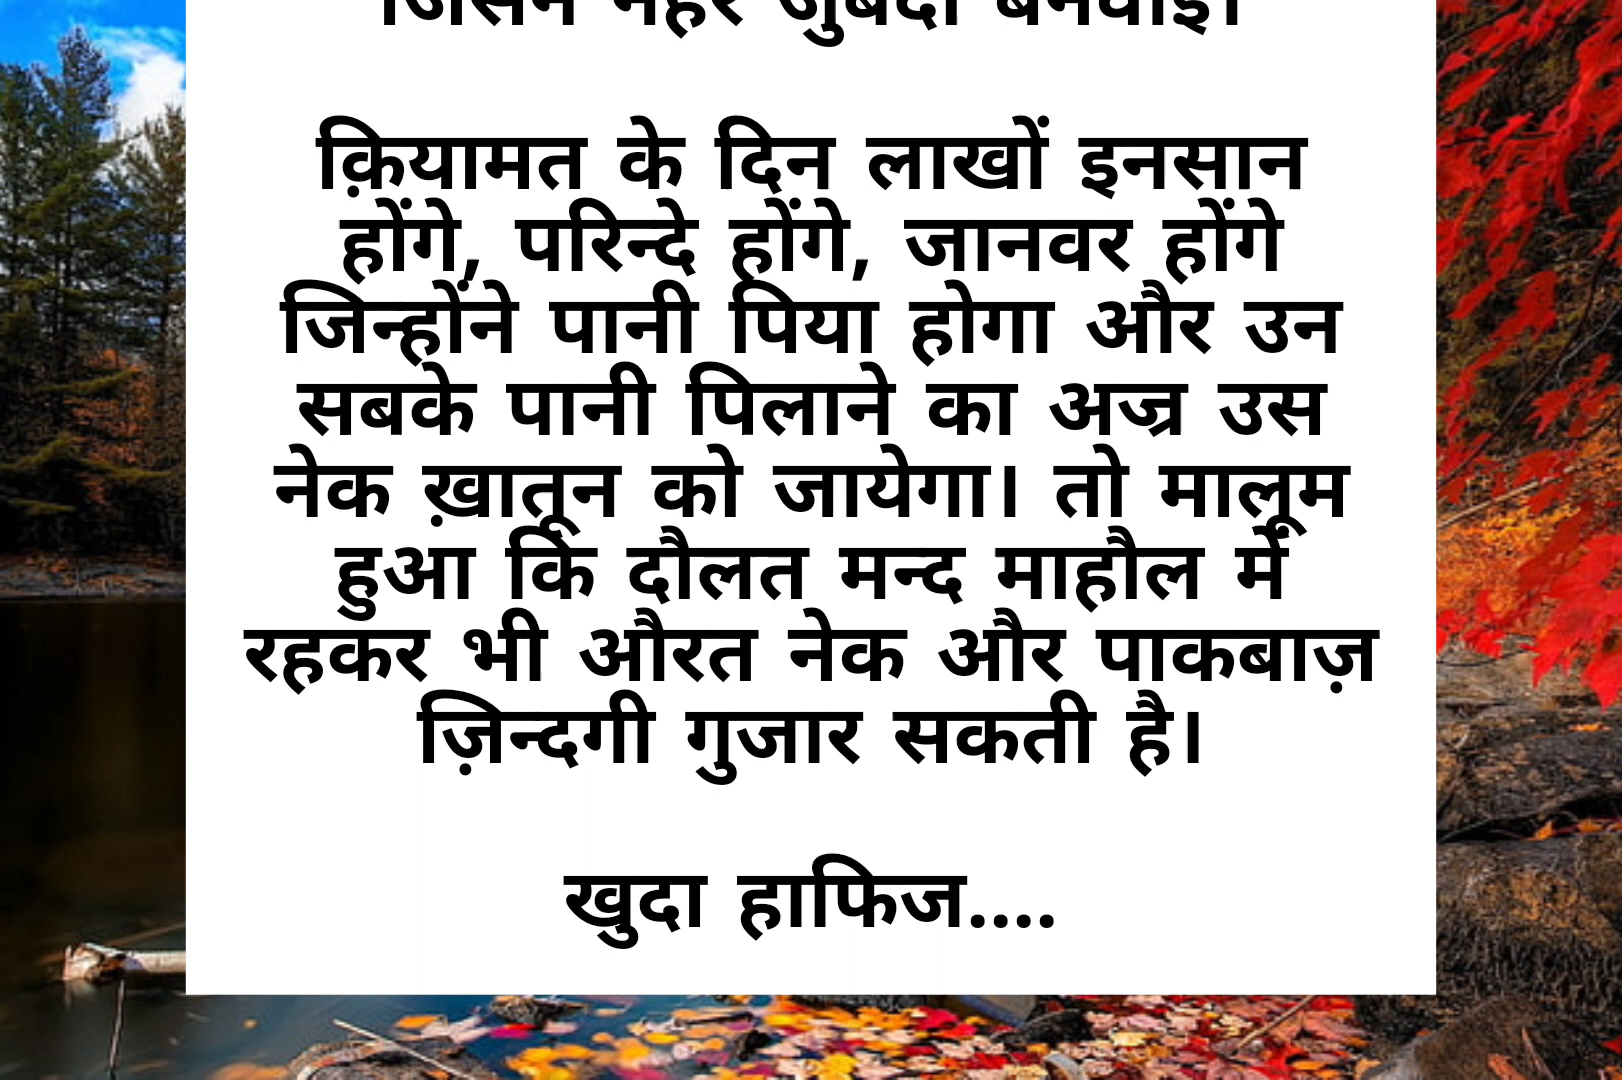 जिसने नहर जुबैदा बनवाई।
क़ियामत के दिन लाखों इनसान
होंगे, परिन्दे होंगे, जानवर होंगे
जिन्होंने पानी पिया होगा और उन
सबके पानी पिलाने का अज्र उस
नेक ख़ातून को जायेगा। तो मालूम
हुआ कि दौलत मन्द माहौल में
रहकर भी औरत नेक और पाकबाज़
ज़िन्दगी गुजार सकती है।
खुदा हाफिज....